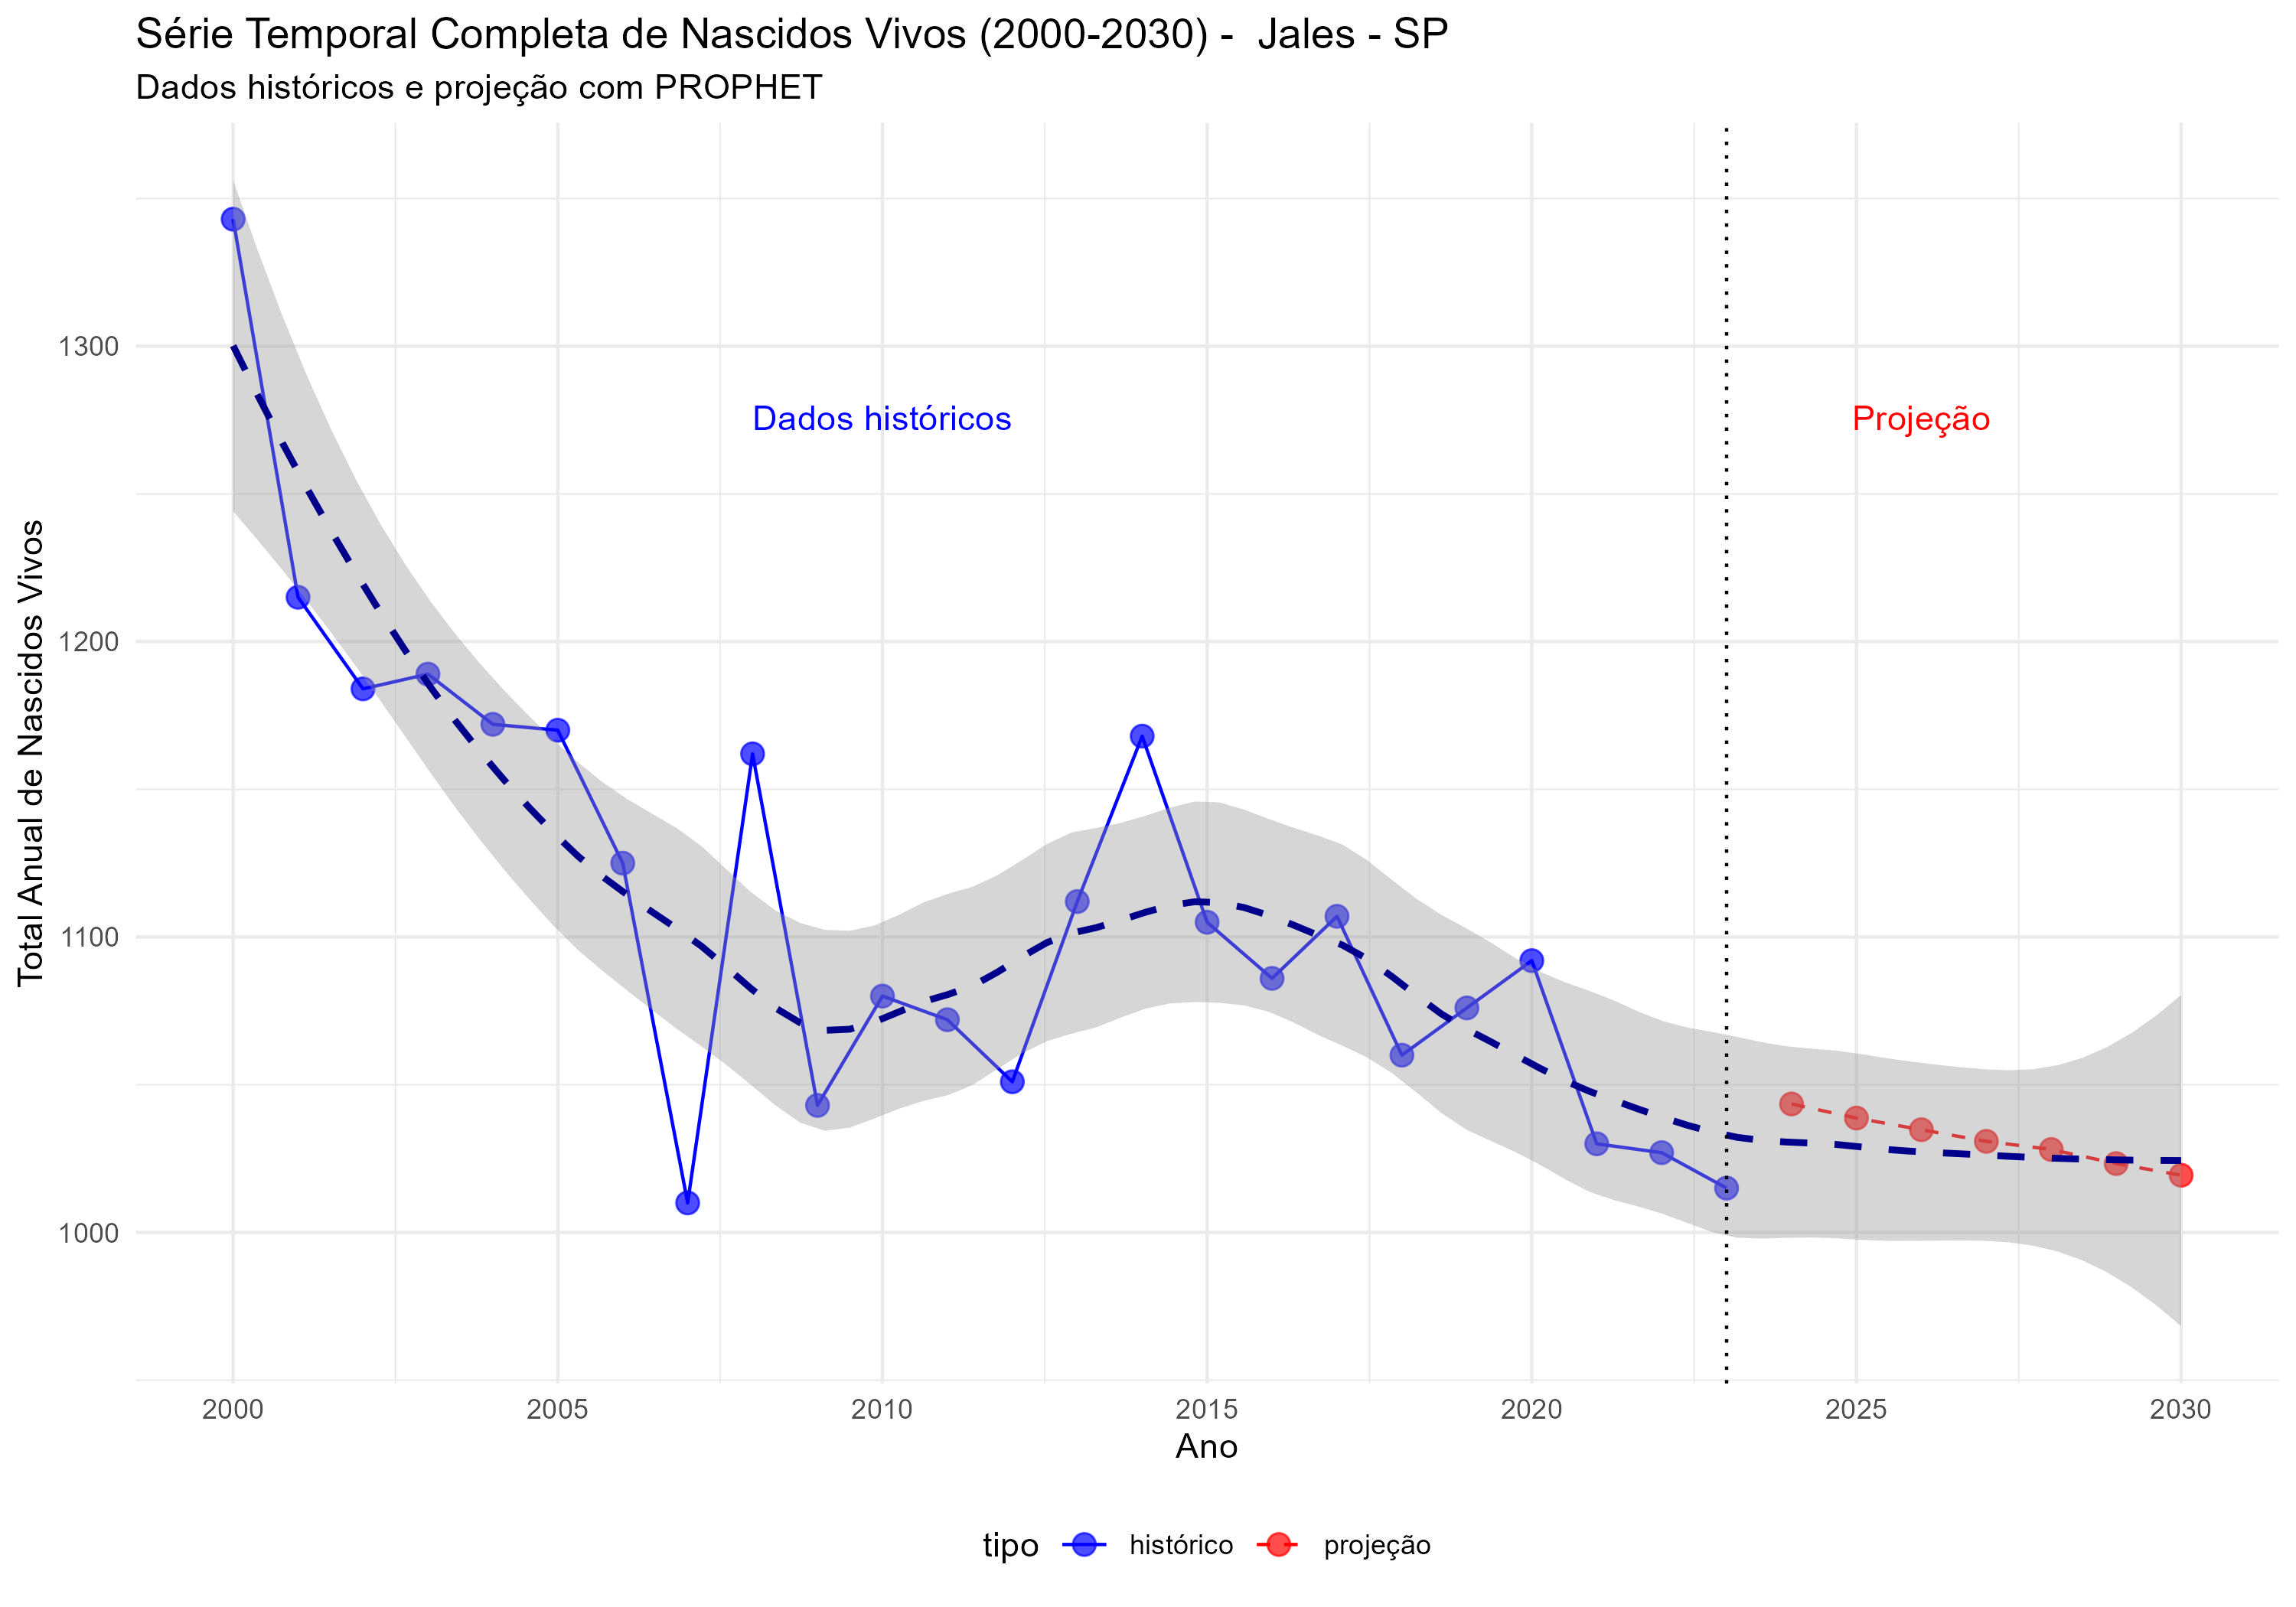 Série Temporal Completa de Nascidos Vivos (2000-2030) -  Jales - SP
Dados históricos e projeção com PROPHET
Total Anual de Nascidos Vivos
1300
1200
1100
1000
Dados históricos
Projeção
2000 2005 2010 2015 2020 2025 2030
Ano
tipo histórico projeção